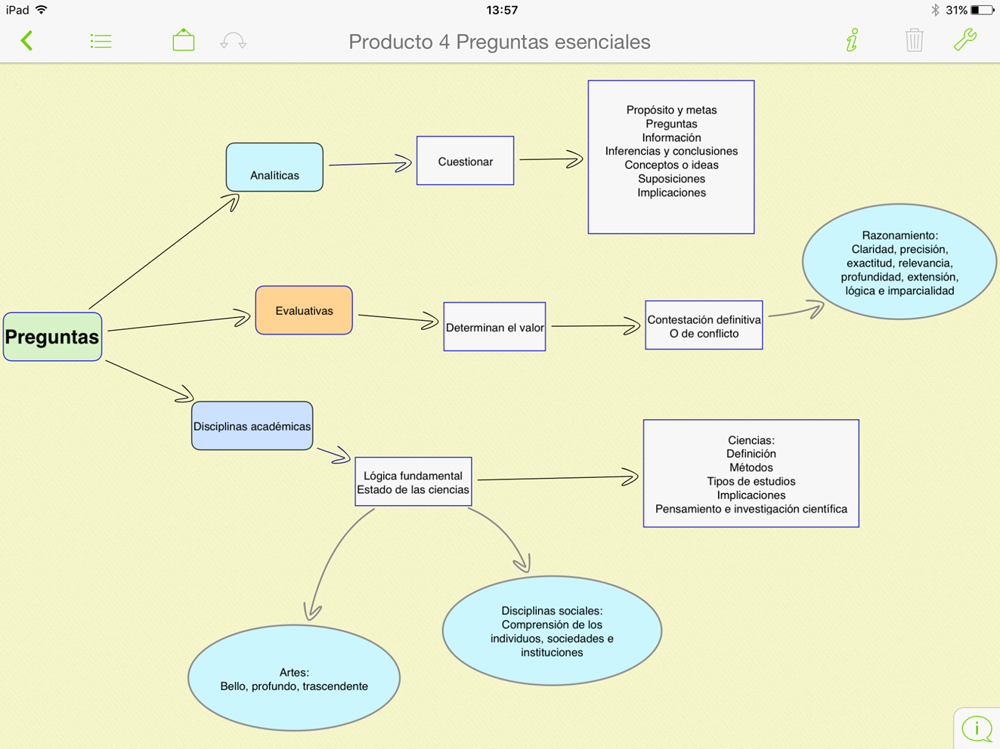 iPad
13:57
31%
Producto 4 Preguntas esenciales
Propósito y metas
Preguntas
Información
Inferencias y conclusiones
Conceptos o ideas
Suposiciones
Implicaciones
Cuestionar
Analíticas
Razonamiento:
Claridad, precisión,
exactitud, relevancia,
profundidad, extensión,
lógica e imparcialidad
Preguntas
Evaluativas
Determinan el valor
Contestación definitiva
O de conflicto
Disciplinas académicas
Lógica fundamental
Estado de las ciencias
Ciencias:
Definición
Métodos
Tipos de estudios
Implicaciones
Pensamiento e investigación científica
Disciplinas sociales:
Comprensión de los
individuos, sociedades e
instituciones
Artes:
Bello, profundo, trascendente